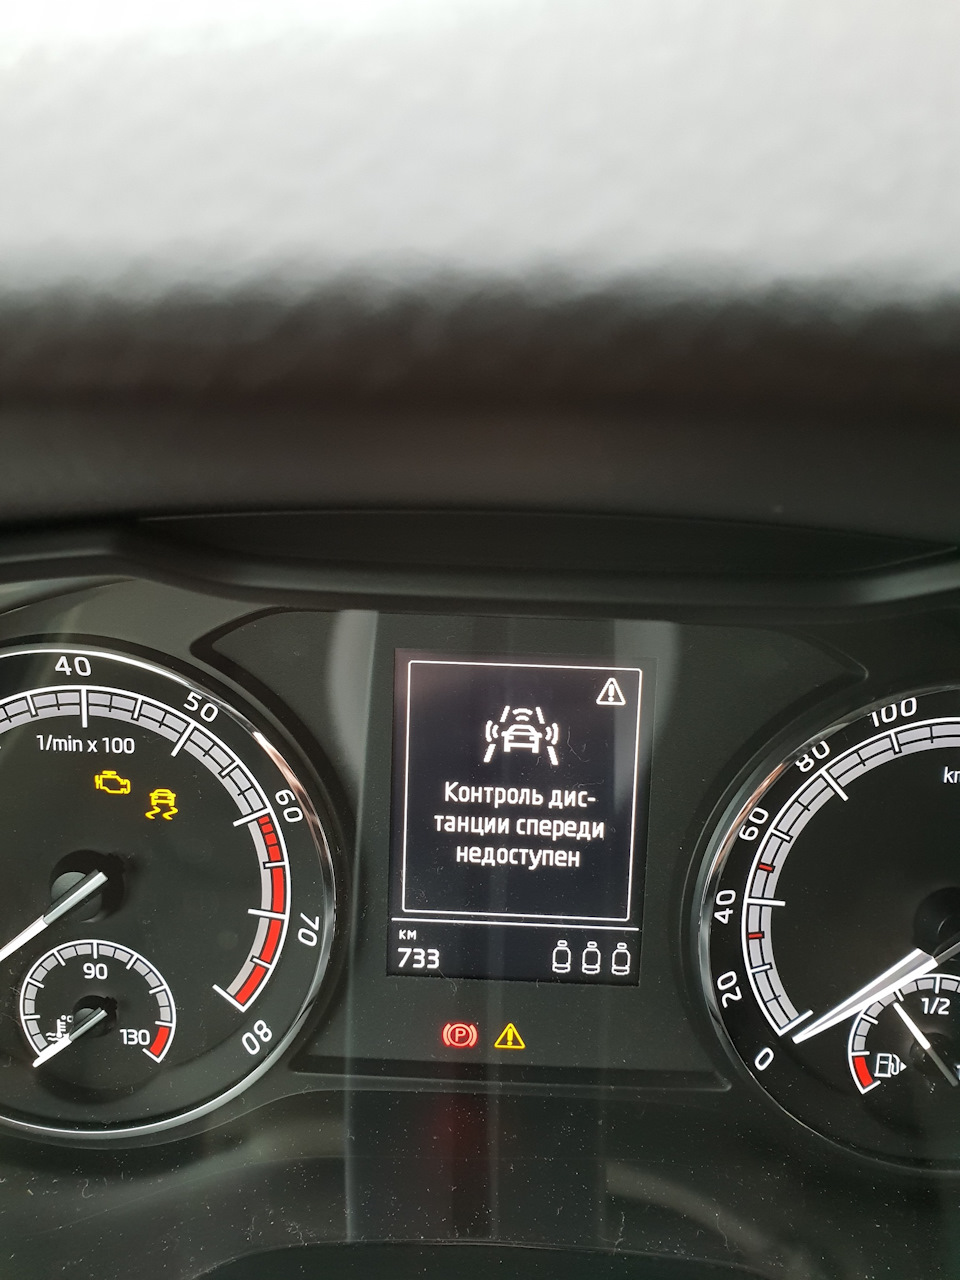 40
50
60
70
80
1/min x 100
90
130
Контроль дис-
танции спереди
недоступен
КМ
733
P
100
80
60
40
20
0
1/2